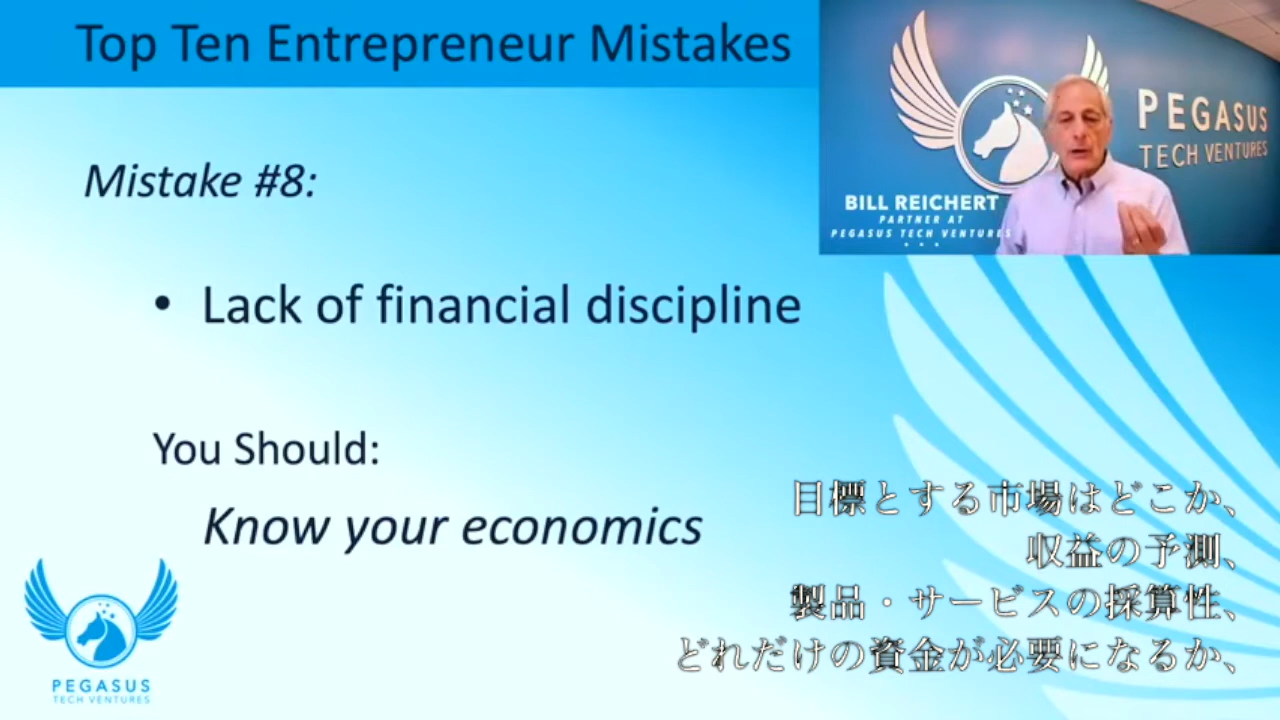 Top Ten Entrepreneur Mistakes
PEGASUS
TECH VENTURES
BILL REICHERT
PARTNER AT
PEGASUS TECH VENTURES
Mistake #8:
• Lack of financial discipline
You Should:
Know your economics
目標とする市場はどこか、
収益の予測、
製品・サービスの採算性、
どれだけの資金が必要になるか、
PEGASUS
TECH VENTURES